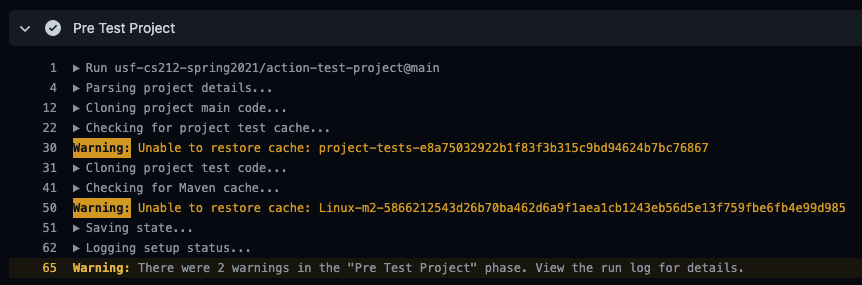 Pre Test Project
1 ▶ Run usf-cs212-spring2021/action-test-project@main
4 ▶ Parsing project details...
12 ▶ Cloning project main code...
22 ▶ Checking for project test cache...
30 Warning: Unable to restore cache: project-tests-e8a75032922b1f83f3b315c9bd94624b7bc76867
31 ▶ Cloning project test code...
41 ▶ Checking for Maven cache...
50 Warning: Unable to restore cache: Linux-m2-5866212543d26b70ba462d6a9f1aea1cb1243eb56d5e13f759fbe6fb4e99d985
51 ▶ Saving state...
62 ▶ Logging setup status...
65 Warning: There were 2 warnings in the "Pre Test Project" phase. View the run log for details.